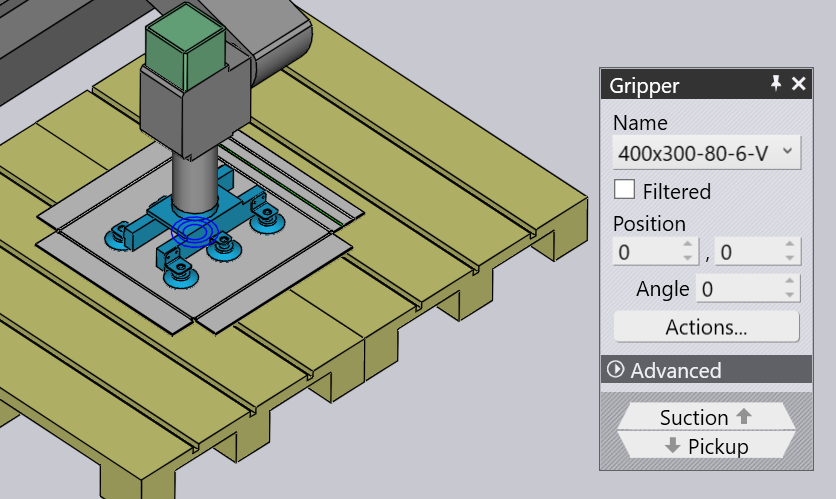 Gripper
Name
400x300-80-6-V
Filtered
Position
0 , 0
Angle 0
Actions...
Advanced
Suction
Pickup